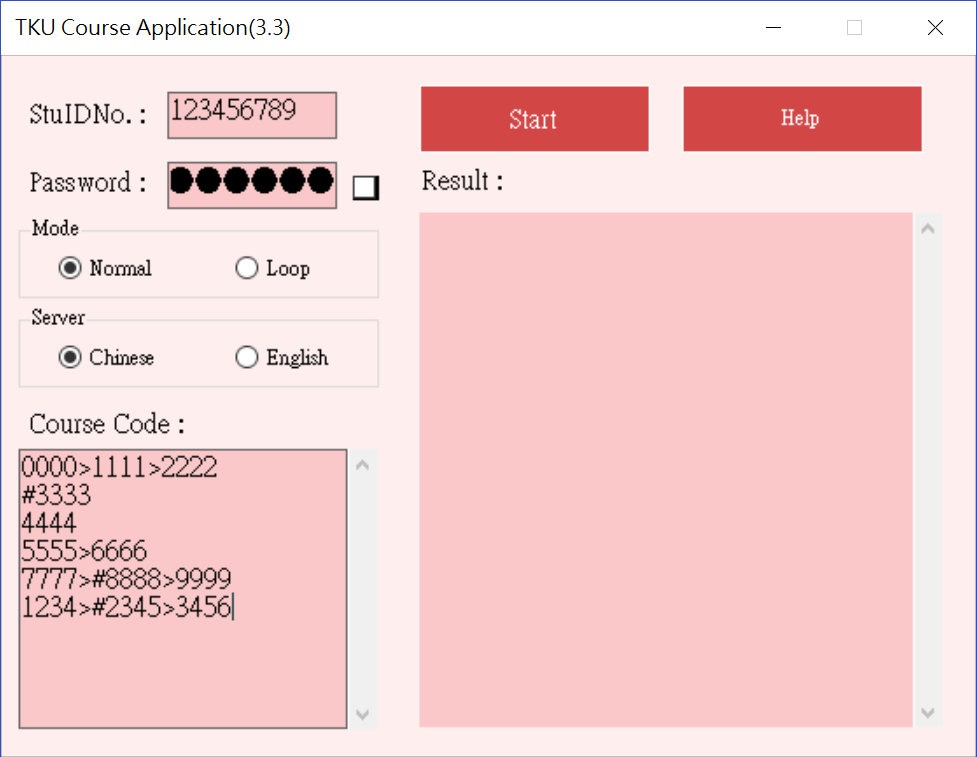 TKU Course Application(3.3)
StuIDNo. : 123456789
Start
Help
Password : ●●●●●●
Result :
Mode
Normal
Loop
Server
Chinese
English
Course Code :
0000>1111>2222
#3333
4444
5555>6666
7777>#8888>9999
1234>#2345>3456